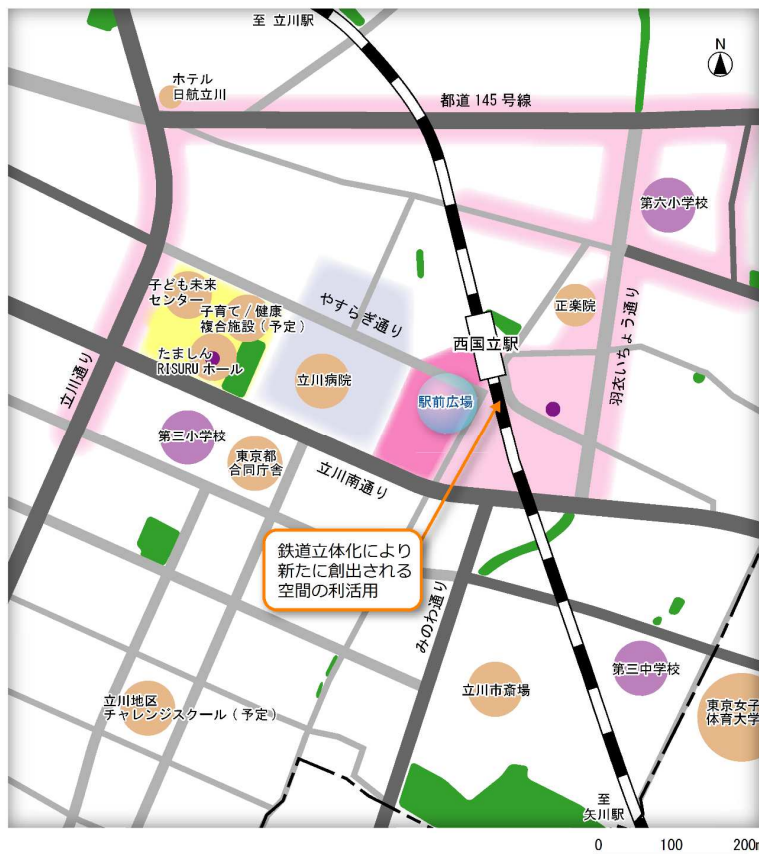 至 立川駅
N
ホテル
日航立川
都道145号線
第六小学校
子ども未来
センター
子育て/健康
複合施設(予定)
やすらぎ通り
正楽院
西国立駅
たましん
RISURUホール
立川病院
駅前広場
羽衣いちょう通り
立川通り
第三小学校
東京都
合同庁舎
立川南通り
鉄道立体化により
新たに創出される
空間の利活用
みのわ通り
第三中学校
立川市斎場
東京女子
体育大学
立川地区
チャレンジスクール(予定)
至
矢川駅
0 100 200m